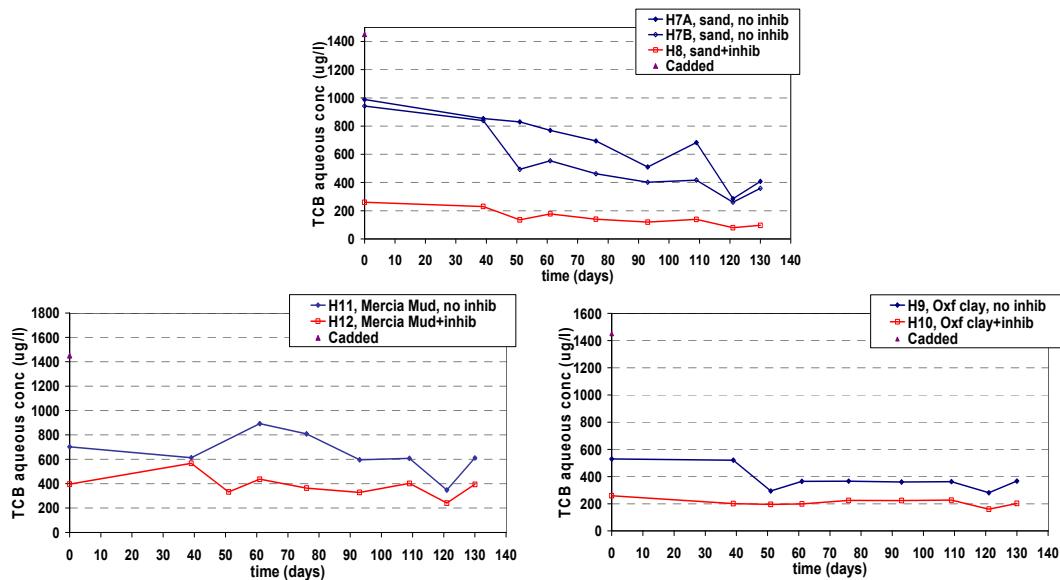 H7A, sand, no inhib
H7B, sand, no inhib
H8, sand+inhib
Cadded
TCB aqueous conc (ug/l)
1400
1200
1000
800
600
400
200
0
0 10 20 30 40 50 60 70 80 90 100 110 120 130 140
time (days)
H11, Mercia Mud, no inhib
H12, Mercia Mud+inhib
Cadded
TCB aqueous conc (ug/l)
1800
1600
1400
1200
1000
800
600
400
200
0
0 10 20 30 40 50 60 70 80 90 100 110 120 130 140
time (days)
H9, Oxf clay, no inhib
H10, Oxf clay+inhib
Cadded
TCB aqueous conc (ug/l)
1600
1400
1200
1000
800
600
400
200
0
0 10 20 30 40 50 60 70 80 90 100 110 120 130 140
time (days)